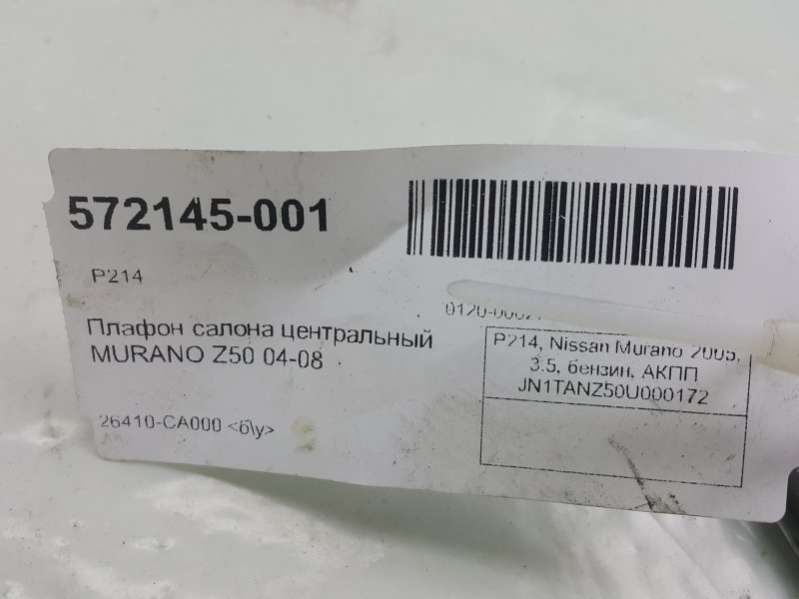 572145-001
P214
Плафон салона центральный
MURANO Z50 04-08
26410-CA000 <б\у>
P214, Nissan Murano 2005,
3.5, бензин, АКПП
JN1TANZ50U000172